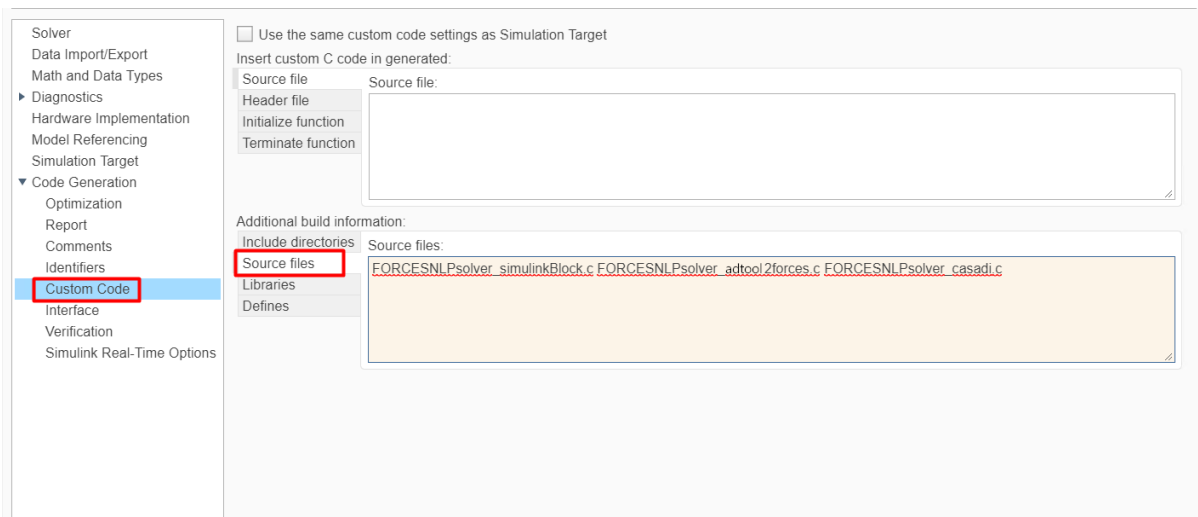 Solver
Data Import/Export
Math and Data Types
Diagnostics
Hardware Implementation
Model Referencing
Simulation Target
Code Generation
Optimization
Report
Comments
Identifiers
Custom Code
Interface
Verification
Simulink Real-Time Options
Use the same custom code settings as Simulation Target
Insert custom C code in generated:
Source file
Header file
Initialize function
Terminate function
Source file:
Additional build information:
Include directories
Source files
Libraries
Defines
Source files:
FORCESNLPsolver_simulinkBlock.c FORCESNLPsolver_adtool2forces.c FORCESNLPsolver_casadi.c